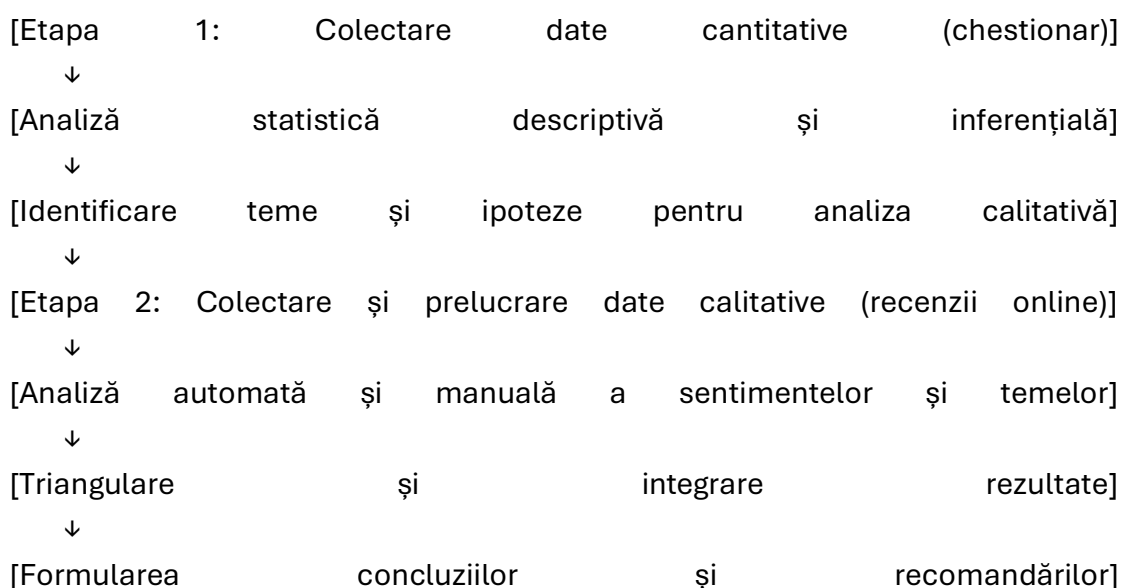 [Etapa 1: Colectare date cantitative (chestionar)]
↓
[Analiză statistică descriptivă și inferențială]
↓
[Identificare teme și ipoteze pentru analiza calitativă]
↓
[Etapa 2: Colectare și prelucrare date calitative (recenzii online)]
↓
[Analiză automată și manuală a sentimentelor și temelor]
↓
[Triangulare și integrare rezultate]
↓
[Formularea concluziilor și recomandărilor]